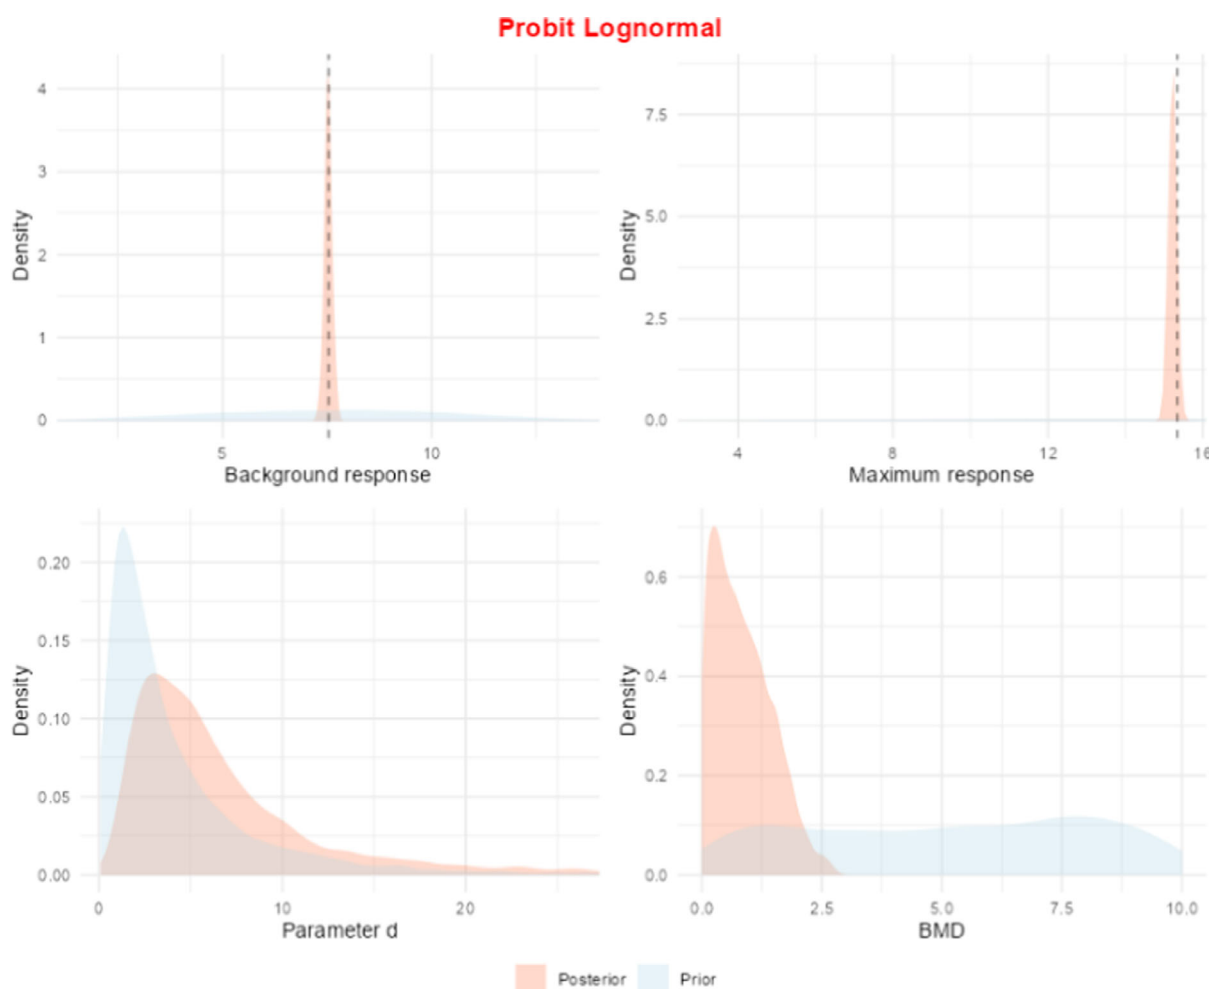 Probit Lognormal
4
3
2
1
0
Density
5
10
Background response
7.5
5.0
2.5
0.0
Density
4
8
12
16
Maximum response
0.20
0.15
0.10
0.05
0.00
Density
0
10
20
Parameter d
0.6
0.4
0.2
0.0
Density
0.0
2.5
5.0
7.5
10.0
BMD
Posterior
Prior